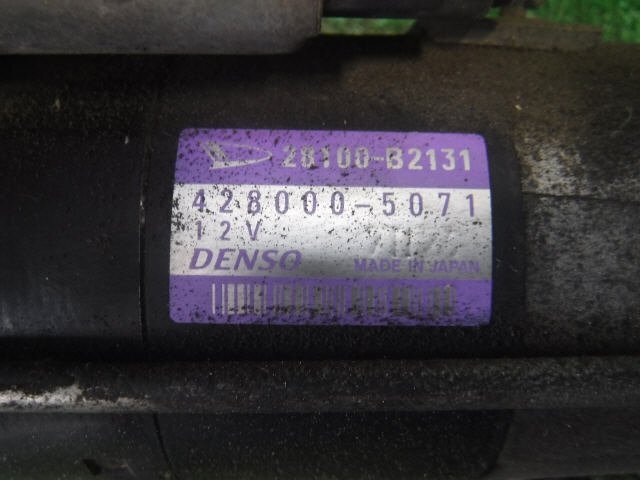 28100-B2131
428000-5071
12V
DENSO MADE IN JAPAN